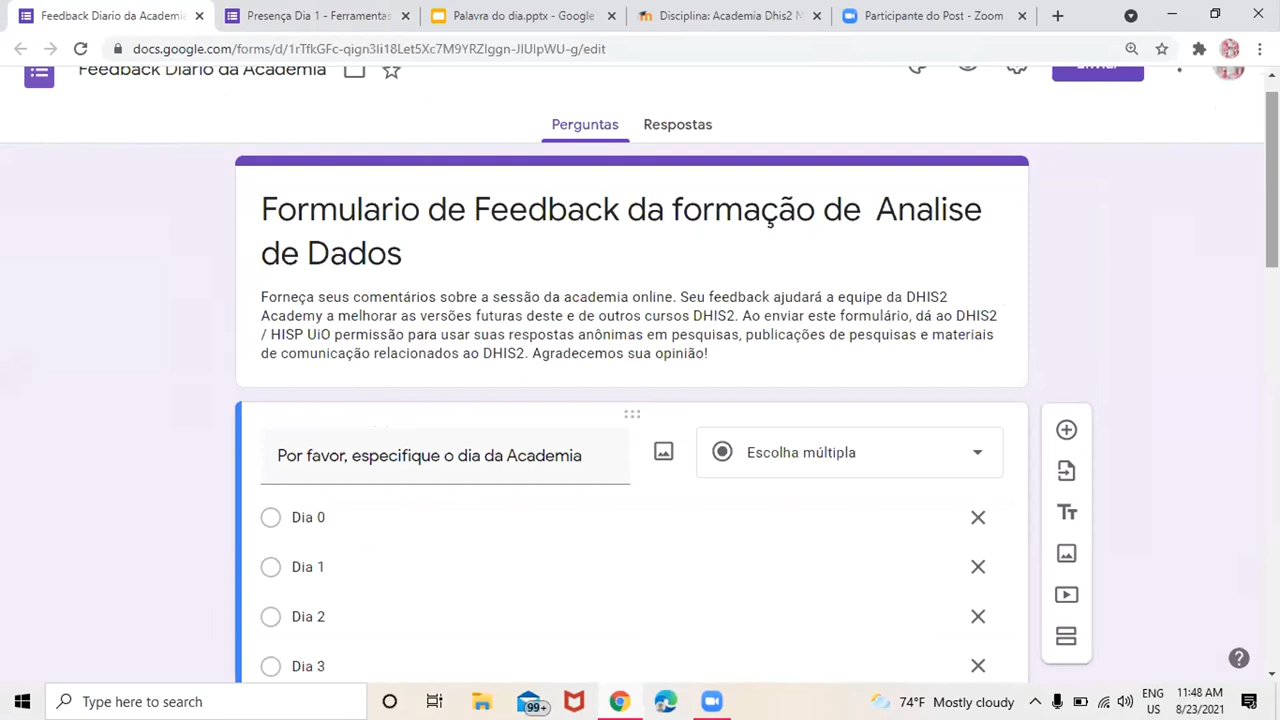 Feedback Diario da Academia
Presença Dia 1 - Ferramentas
Palavra do dia.pptx - Google
Disciplina: Academia Dhis2 M
Participante do Post - Zoom
docs.google.com/forms/d/1rTfkGFc-qign3Ii18Let5Xc7M9YRZIggn-JIUlpWU-g/edit
Feedback Diario da Academia
Perguntas
Respostas
Formulario de Feedback da formação de Analise
de Dados
Forneça seus comentários sobre a sessão da academia online. Seu feedback ajudará a equipe da DHIS2
Academy a melhorar as versões futuras deste e de outros cursos DHIS2. Ao enviar este formulário, dá ao DHIS2
/ HISP UiO permissão para usar suas respostas anônimas em pesquisas, publicações de pesquisas e materiais
de comunicação relacionados ao DHIS2. Agradecemos sua opinião!
Por favor, especifique o dia da Academia
Escolha múltipla
Dia 0
Dia 1
Dia 2
Dia 3
Type here to search
99+
74°F Mostly cloudy
ENG
US
11:48 AM
8/23/2021